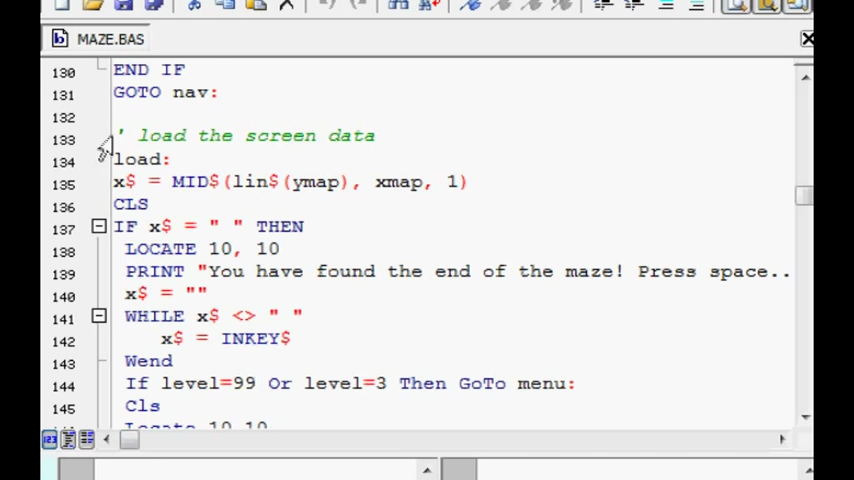 MAZE.BAS
130 END IF
131 GOTO nav:
132
133 ' load the screen data
134 load:
135 x$ = MID$(lin$(ymap), xmap, 1)
136 CLS
137 IF x$ = " " THEN
138 LOCATE 10, 10
139 PRINT "You have found the end of the maze! Press space..
140 x$ = ""
141 WHILE x$ <> " "
142 x$ = INKEY$
143 Wend
144 If level=99 Or level=3 Then GoTo menu:
145 Cls
Locate 10,10